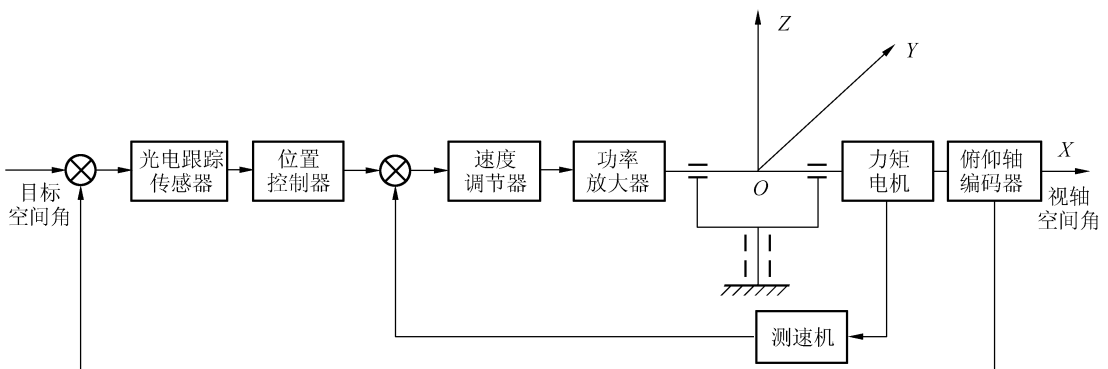 Z
Y
光电跟踪
传感器
位置
控制器
速度
调节器
功率
放大器
力矩
电机
俯仰轴
编码器
X
O
目标
空间角
视轴
空间角
测速机